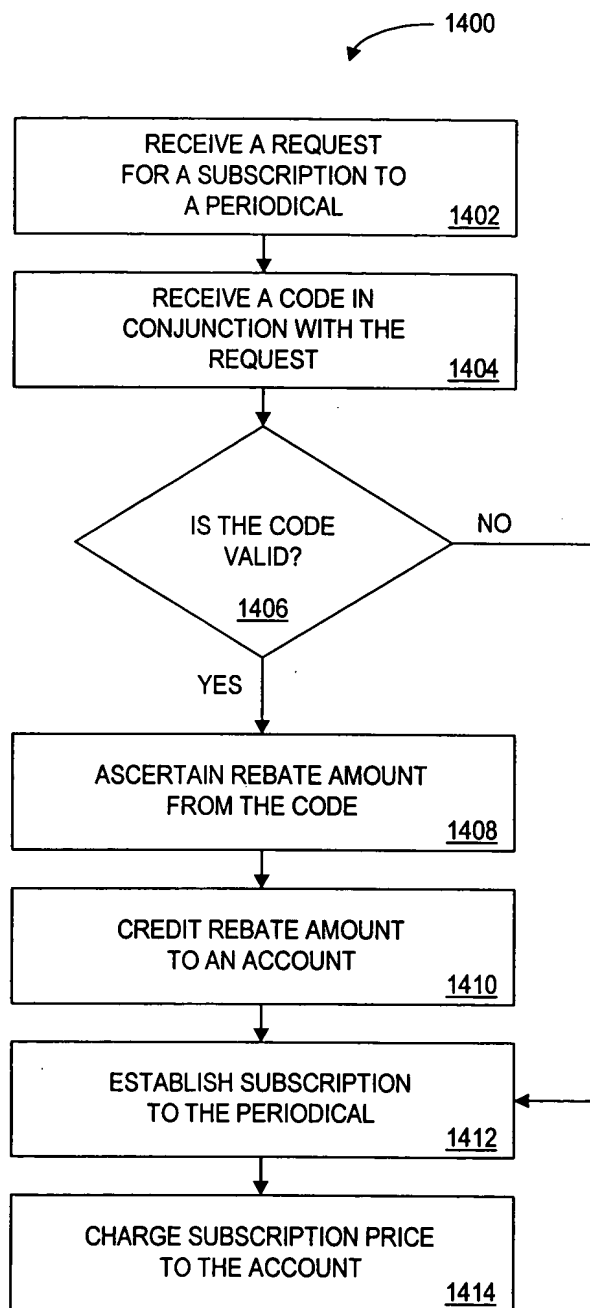 1400
RECEIVE A REQUEST
FOR A SUBSCRIPTION TO
A PERIODICAL
1402
RECEIVE A CODE IN
CONJUNCTION WITH THE
REQUEST
1404
IS THE CODE
VALID?
1406
NO
YES
ASCERTAIN REBATE AMOUNT
FROM THE CODE
1408
CREDIT REBATE AMOUNT
TO AN ACCOUNT
1410
ESTABLISH SUBSCRIPTION
TO THE PERIODICAL
1412
CHARGE SUBSCRIPTION PRICE
TO THE ACCOUNT
1414